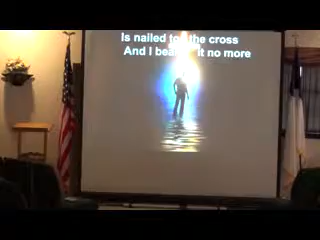 Is nailed to the cross
And I bear it no more